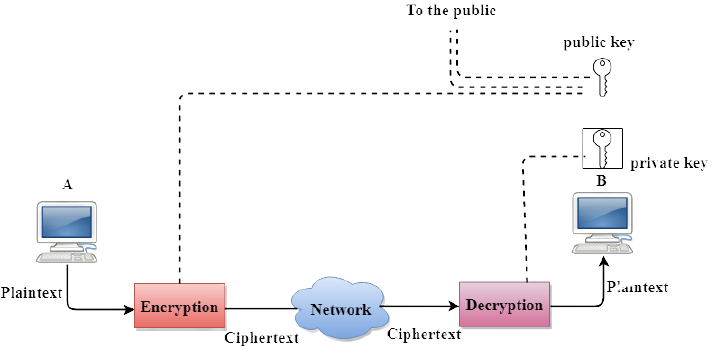 To the public
public key
private key
A
B
Plaintext
Encryption
Ciphertext
Network
Ciphertext
Decryption
Plaintext